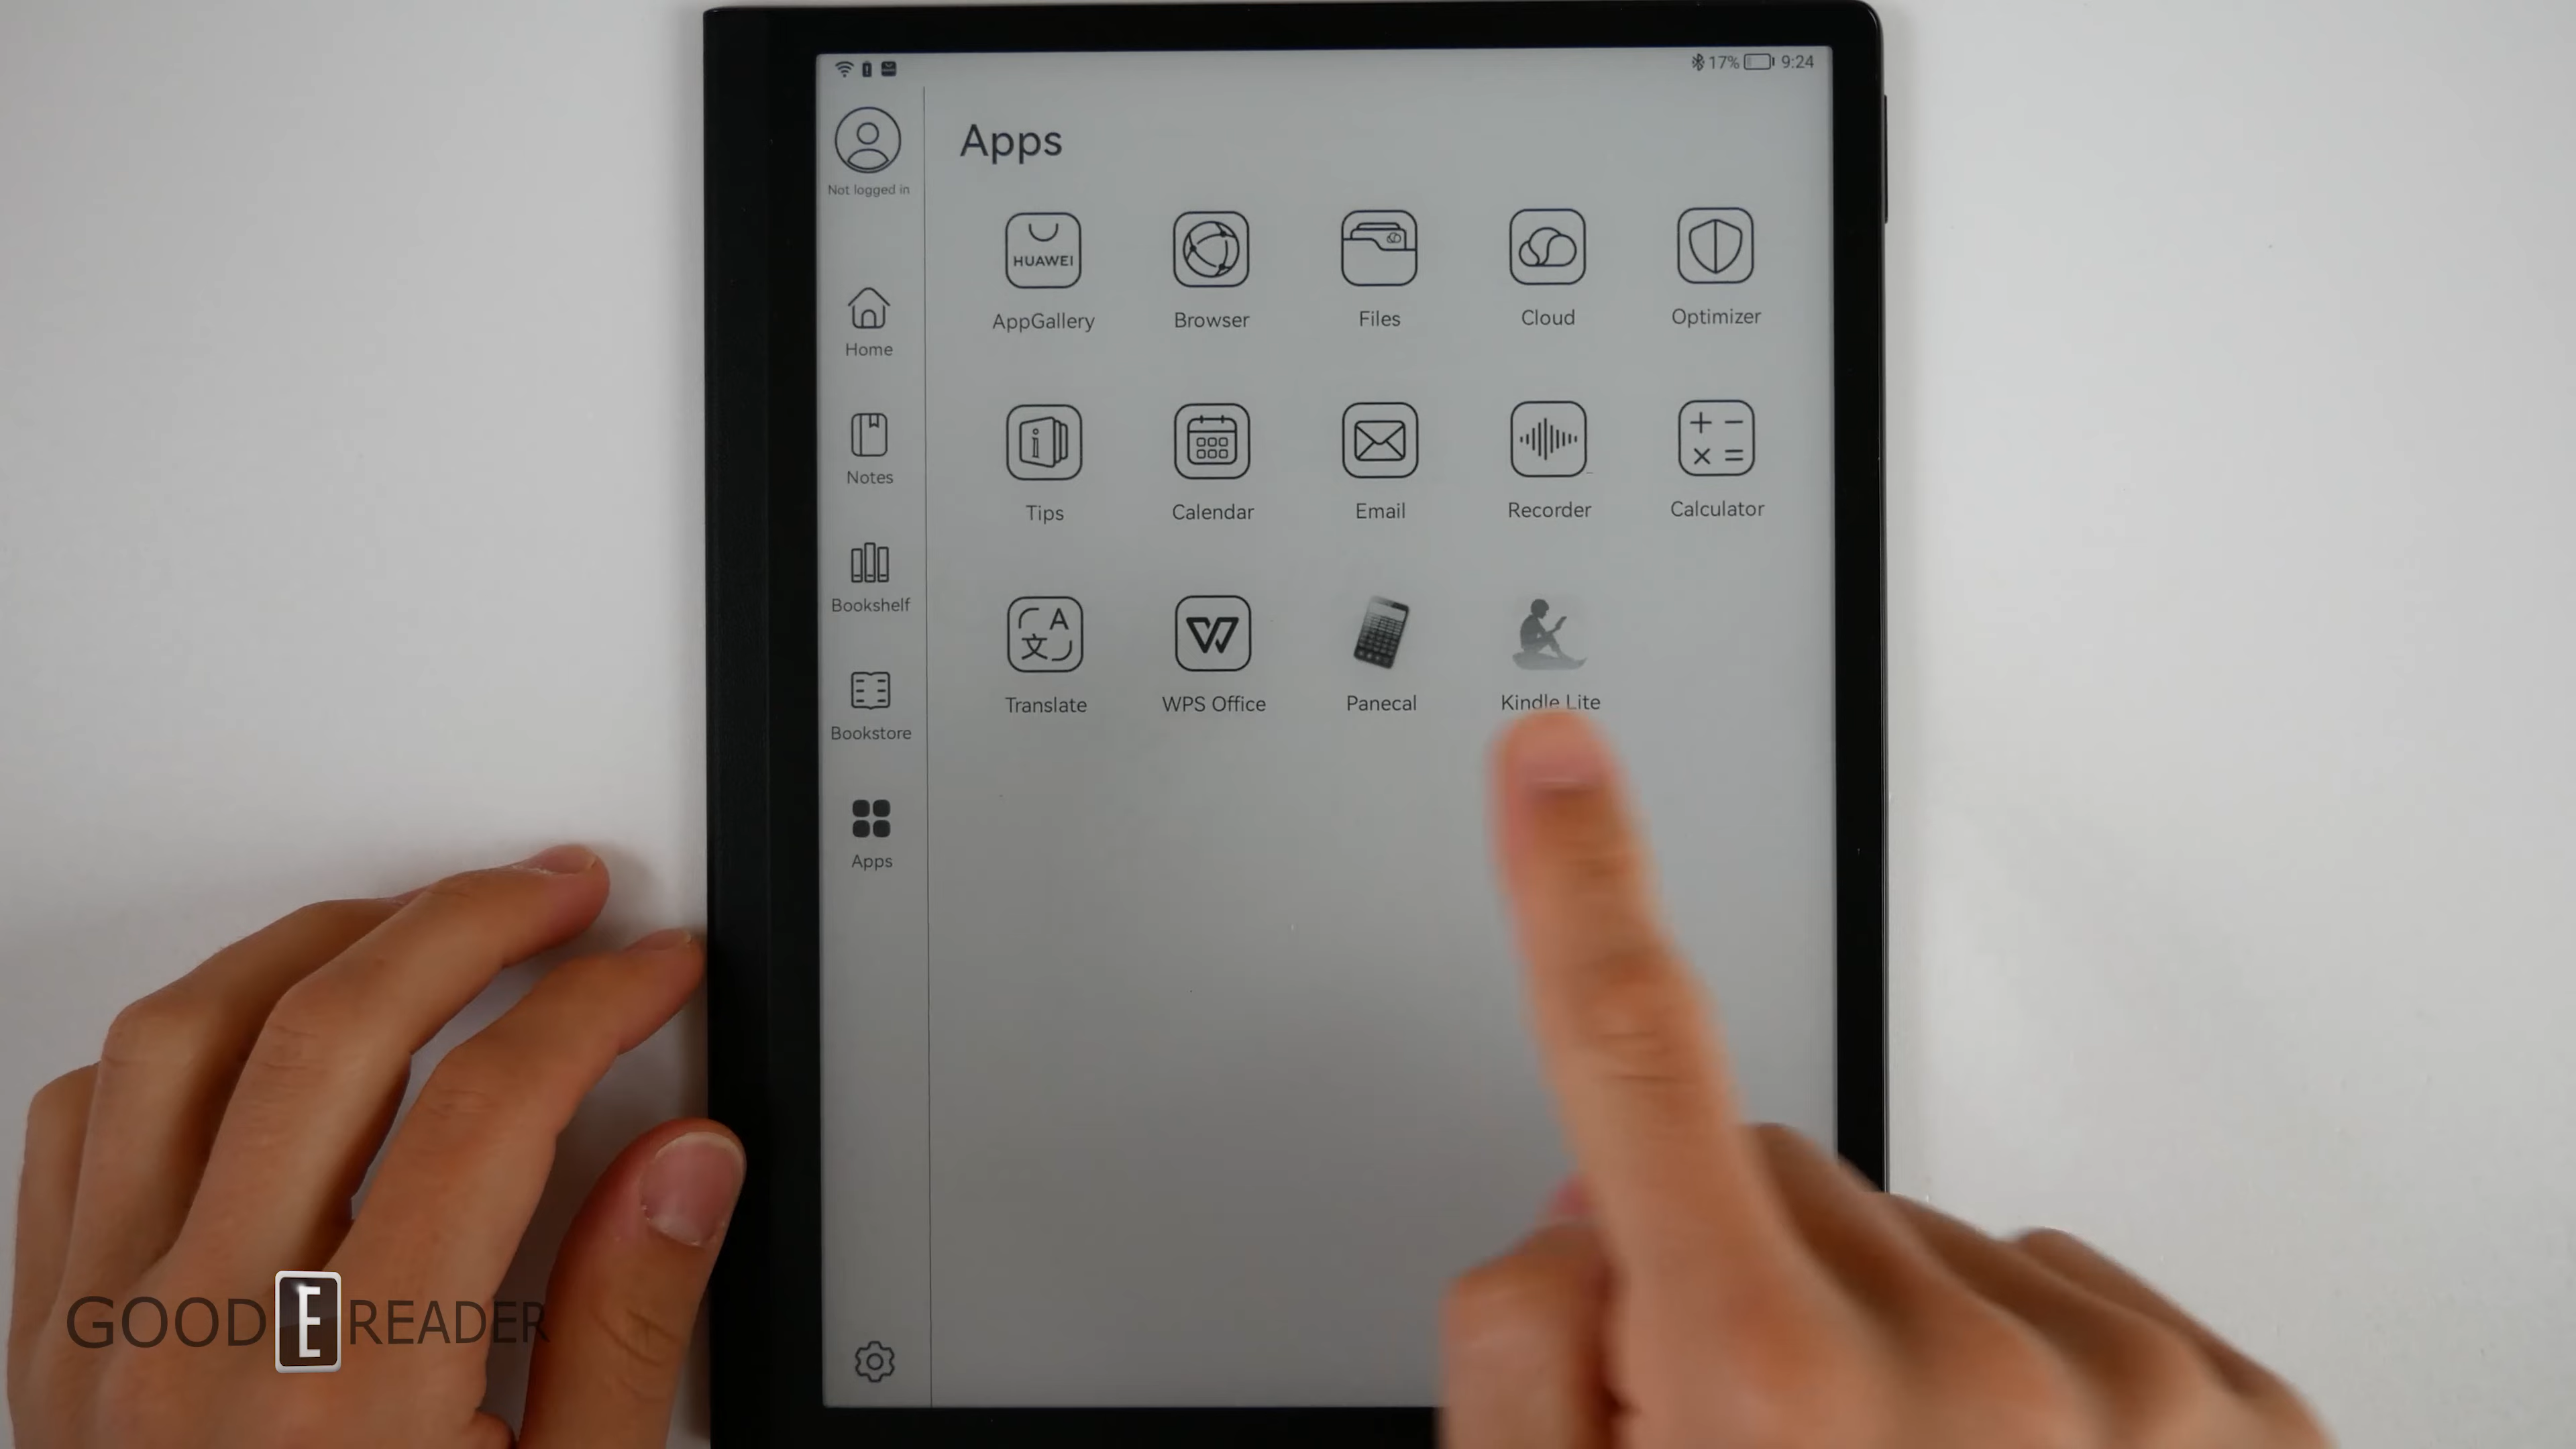 17% 9:24
Not logged in
Apps
HUAWEI
AppGallery Browser Files Cloud Optimizer
Home
Notes
Tips Calendar Email Recorder Calculator
Bookshelf
A
文
Translate WPS Office Panecal Kindle Lite
Bookstore
Apps
GOOD E READER